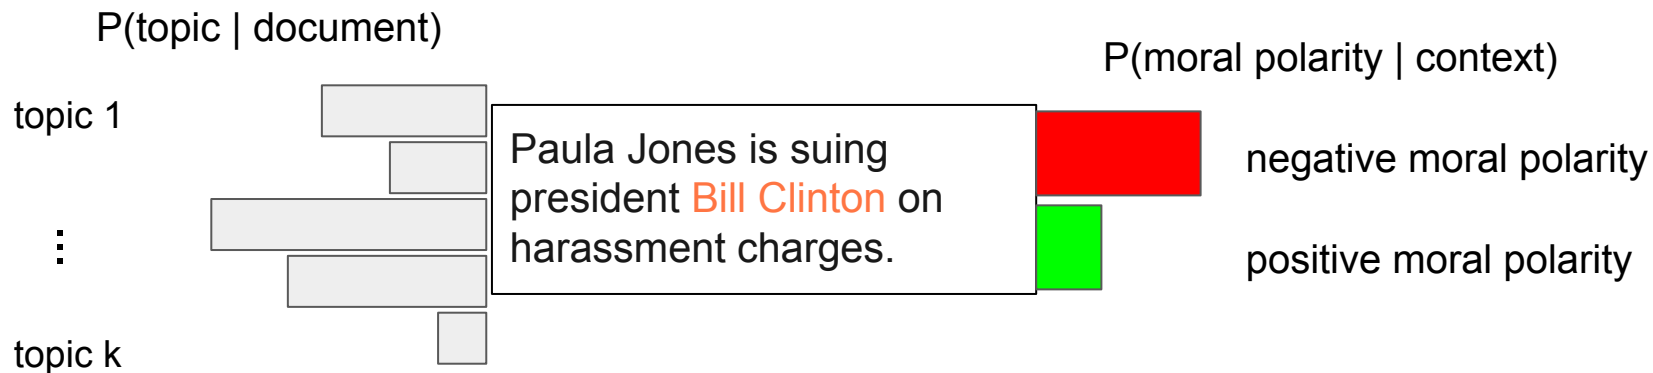 P(topic | document)
P(moral polarity | context)
topic 1
Paula Jones is suing
president Bill Clinton on
harassment charges.
negative moral polarity
positive moral polarity
⋮
topic k